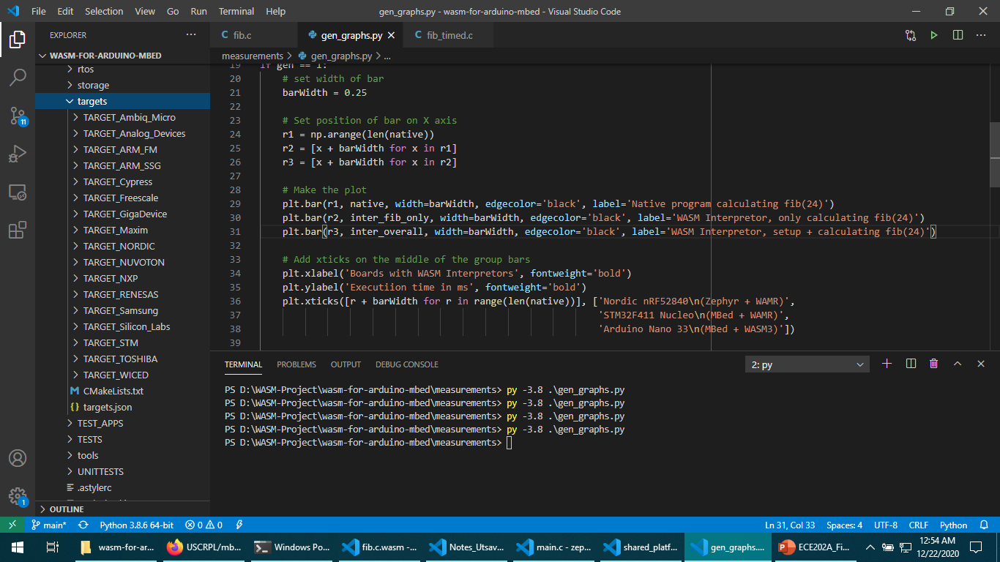 File Edit Selection View Go Run Terminal Help
gen_graphs.py - wasm-for-arduino-mbed - Visual Studio Code
EXPLORER
fib.c
gen_graphs.py
fib_timed.c
measurements > gen_graphs.py > ...
WASM-FOR-ARDUINO-MBED
rtos
storage
targets
TARGET_Ambiq_Micro
TARGET_Analog_Devices
TARGET_ARM_FM
TARGET_ARM_SSG
TARGET_Cypress
TARGET_Freescale
TARGET_GigaDevice
TARGET_Maxim
TARGET_NORDIC
TARGET_NUVOTON
TARGET_NXP
TARGET_RENESAS
TARGET_Samsung
TARGET_Silicon_Labs
TARGET_STM
TARGET_TOSHIBA
TARGET_WICED
CMakeLists.txt
targets.json
TEST_APPS
TESTS
tools
UNITTESTS
.astylerc
OUTLINE
11
1
19 if gen == 1:
20 # set width of bar
21 barWidth = 0.25
22
23 # Set position of bar on X axis
24 r1 = np.arange(len(native))
25 r2 = [x + barWidth for x in r1]
26 r3 = [x + barWidth for x in r2]
27
28 # Make the plot
29 plt.bar(r1, native, width=barWidth, edgecolor='black', label='Native program calculating fib(24)')
30 plt.bar(r2, inter_fib_only, width=barWidth, edgecolor='black', label='WASM Interpretor, only calculating fib(24)')
31 plt.bar(r3, inter_overall, width=barWidth, edgecolor='black', label='WASM Interpretor, setup + calculating fib(24)')
32
33 # Add xticks on the middle of the group bars
34 plt.xlabel('Boards with WASM Interpretors', fontweight='bold')
35 plt.ylabel('Executiion time in ms', fontweight='bold')
36 plt.xticks([r + barWidth for r in range(len(native))], ['Nordic nRF52840\n(Zephyr + WAMR)',
37 'STM32F411 Nucleo\n(MBed + WAMR)',
38 'Arduino Nano 33\n(MBed + WASM3)'])
39
TERMINAL PROBLEMS OUTPUT DEBUG CONSOLE
2: py
PS D:\WASM-Project\wasm-for-arduino-mbed\measurements> py -3.8 .\gen_graphs.py
PS D:\WASM-Project\wasm-for-arduino-mbed\measurements> py -3.8 .\gen_graphs.py
PS D:\WASM-Project\wasm-for-arduino-mbed\measurements> py -3.8 .\gen_graphs.py
PS D:\WASM-Project\wasm-for-arduino-mbed\measurements> py -3.8 .\gen_graphs.py
PS D:\WASM-Project\wasm-for-arduino-mbed\measurements>
main* Python 3.8.6 64-bit 0 0 Ln 31, Col 33 Spaces: 4 UTF-8 CRLF Python
wasm-for-ar... USCRPL/mb... Windows Po... fib.c.wasm -... Notes_Utsav... main.c - zep... shared_platf... gen_graphs.... ECE202A_Fi...
12:54 AM
12/22/2020